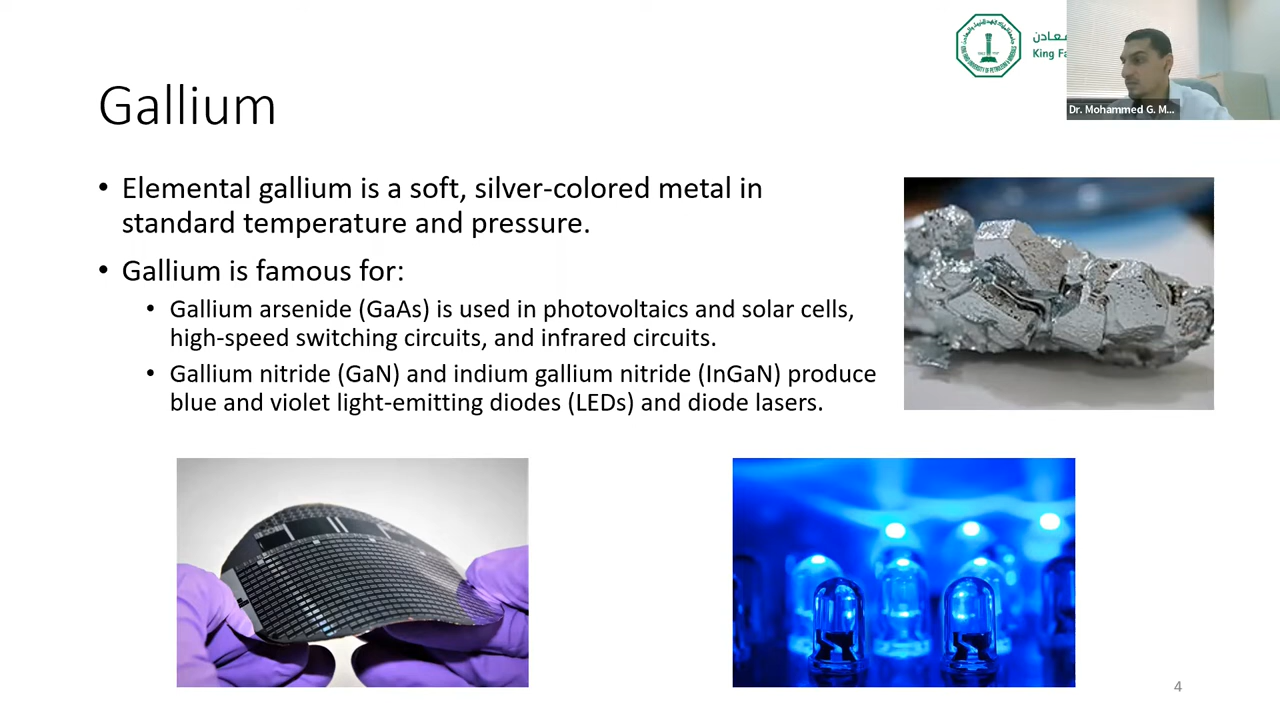 معادن
King Fa
Dr. Mohammed G. M...
Gallium
• Elemental gallium is a soft, silver-colored metal in
standard temperature and pressure.
• Gallium is famous for:
• Gallium arsenide (GaAs) is used in photovoltaics and solar cells,
high-speed switching circuits, and infrared circuits.
• Gallium nitride (GaN) and indium gallium nitride (InGaN) produce
blue and violet light-emitting diodes (LEDs) and diode lasers.
4